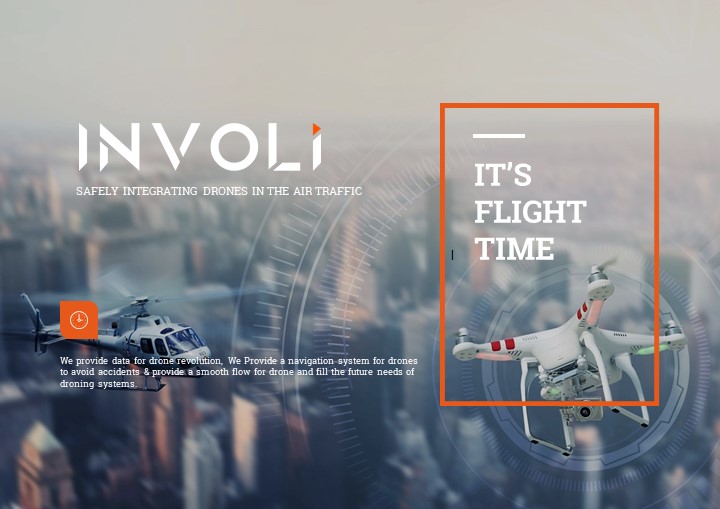 INVOLI
SAFELY INTEGRATING DRONES IN THE AIR TRAFFIC
IT'S
FLIGHT
TIME
We provide data for drone revolution, We Provide a navigation system for drones
to avoid accidents & provide a smooth flow for drone and fill the future needs of
droning systems.